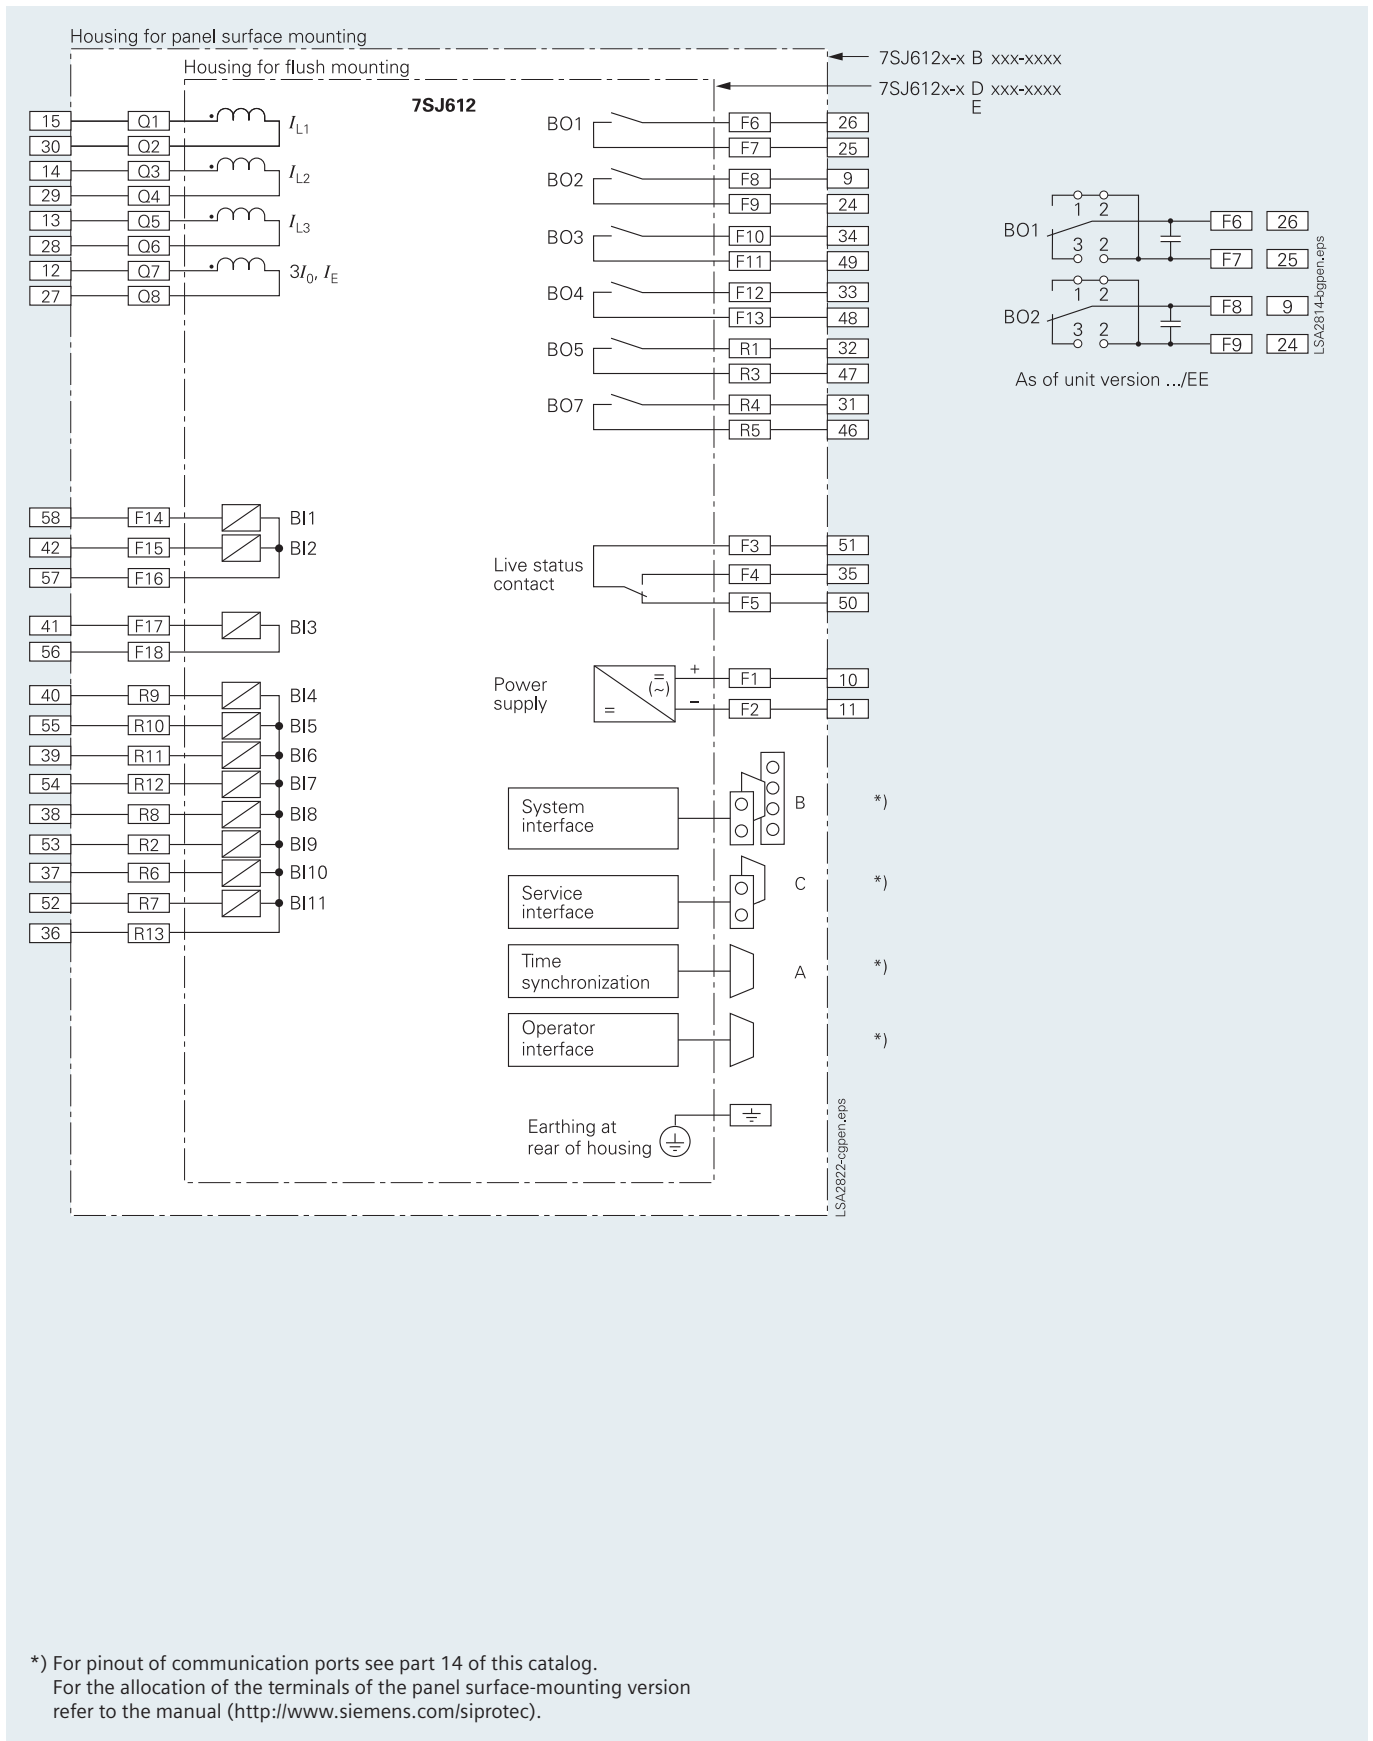 Housing for panel surface mounting
Housing for flush mounting
7SJ612
7SJ612x-x B xxx-xxxx
7SJ612x-x D xxx-xxxx
E
15 Q1 I_L1
30 Q2
14 Q3 I_L2
29 Q4
13 Q5 I_L3
28 Q6
12 Q7 3I_0, I_E
27 Q8
58 F14 BI1
42 F15 BI2
57 F16
41 F17 BI3
56 F18
40 R9 BI4
55 R10 BI5
39 R11 BI6
54 R12 BI7
38 R8 BI8
53 R2 BI9
37 R6 BI10
52 R7 BI11
36 R13
BO1 F6 26
F7 25
BO2 F8 9
F9 24
BO3 F10 34
F11 49
BO4 F12 33
F13 48
BO5 R1 32
R3 47
BO7 R4 31
R5 46
Live status
contact
F3 51
F4 35
F5 50
Power
supply
= (~) =
+ F1 10
– F2 11
System
interface
B *)
Service
interface
C *)
Time
synchronization
A *)
Operator
interface
*)
Earthing at
rear of housing
LSA2822-cgpen.eps
1 2
BO1 F6 26
3 2
F7 25
1 2
BO2 F8 9
3 2
F9 24
LSA2814-bgpen.eps
As of unit version .../EE
*) For pinout of communication ports see part 14 of this catalog.
For the allocation of the terminals of the panel surface-mounting version
refer to the manual (http://www.siemens.com/siprotec).